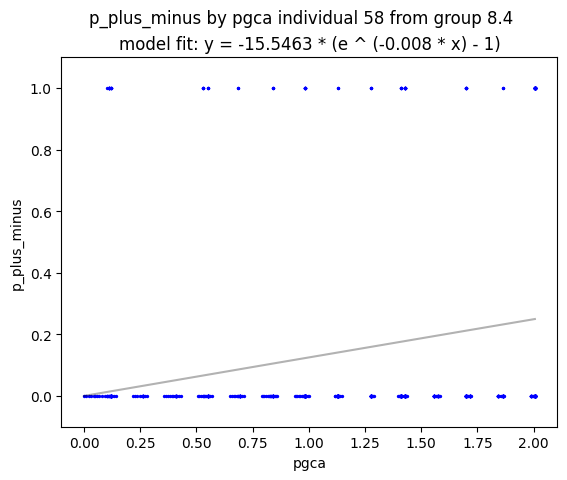 p_plus_minus by pgca individual 58 from group 8.4
model fit: y = -15.5463 * (e ^ (-0.008 * x) - 1)
1.0
0.8
0.6
0.4
0.2
0.0
p_plus_minus
0.00 0.25 0.50 0.75 1.00 1.25 1.50 1.75 2.00
pgca